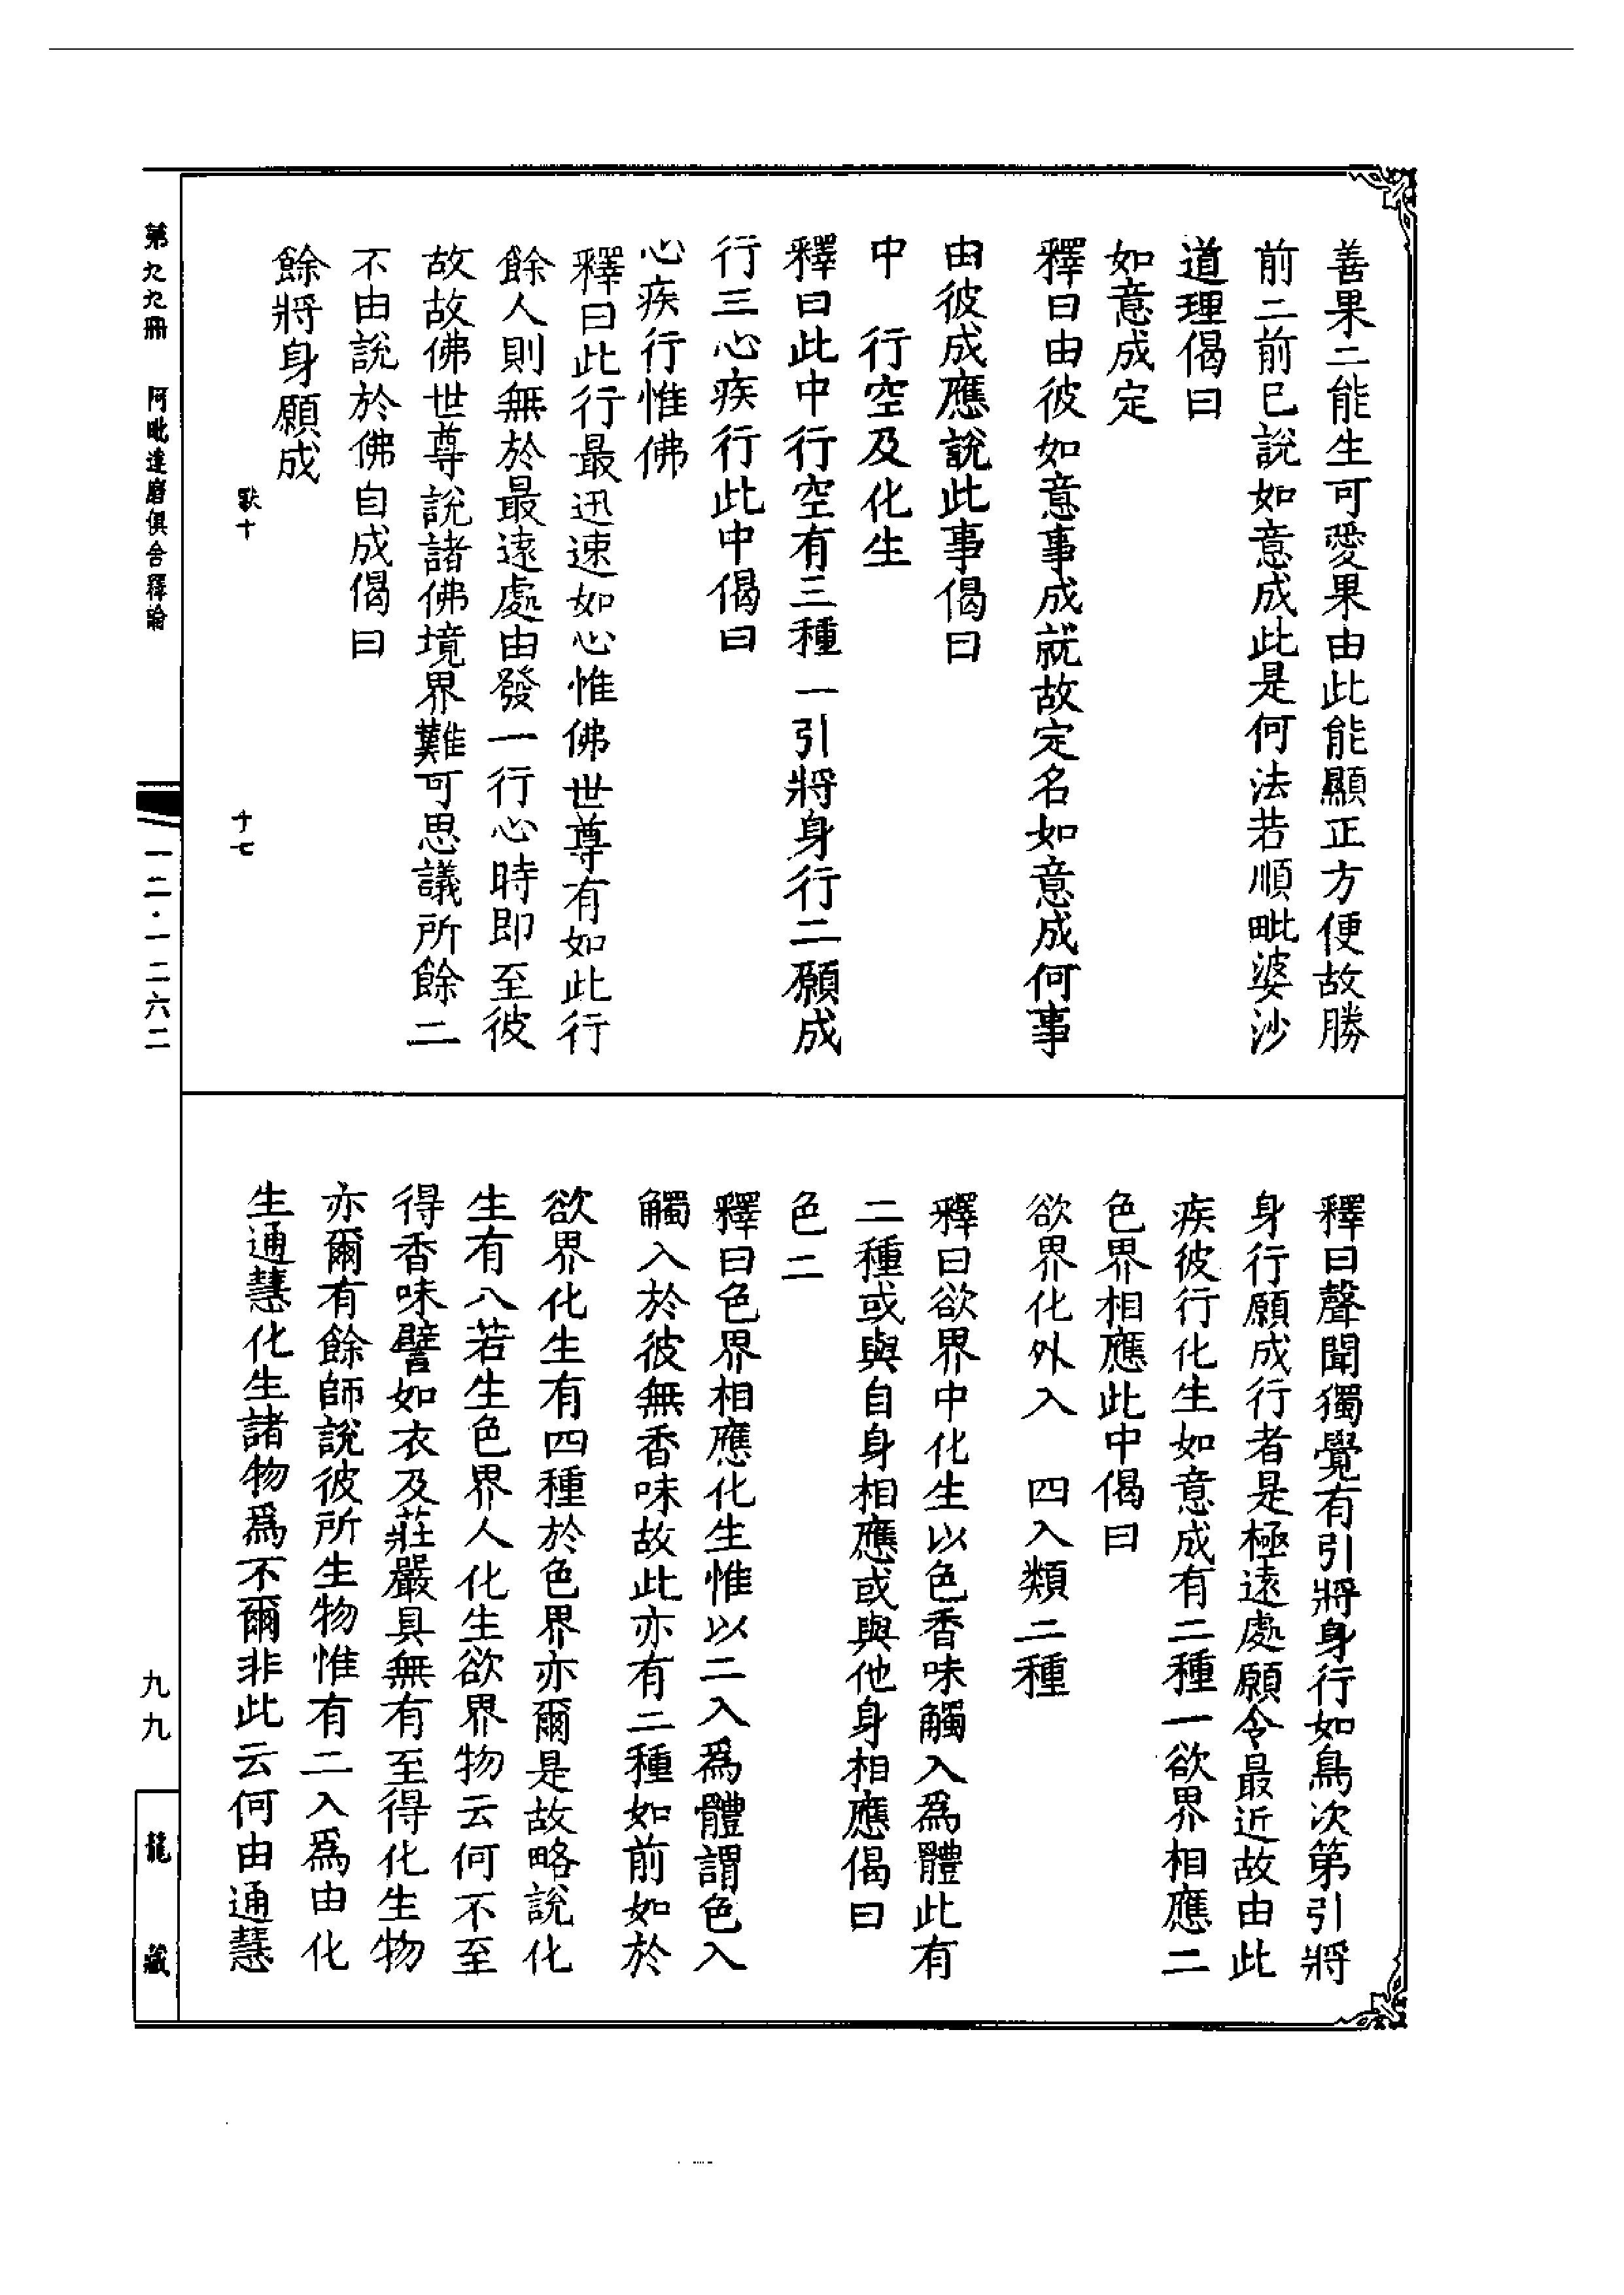 善果二能生可愛果由此能顯正方便故勝
前二前已說如意成此是何法若順毗婆沙
道理偈曰
如意成定
釋曰由彼如意事成就故定名如意成何事
由彼成應說此事偈曰
中　行空及化生
釋曰此中行行空有三種一引將身行二願成
行三心疾行此中偈曰
心疾行惟佛
釋曰此行最迅速如心惟佛世尊有如此行
餘人則無於最遠處由發一行心時即至彼
故故佛世尊說諸佛境界難可思議所餘二
不由說於佛自成偈曰
餘將身願成
十七
釋曰聲聞獨覺有引將身行如鳥次第引將
身行願成行者是極遠處願令最近故由此
疾彼行化生如意成有二種一欲界相應二
色界相應此中偈曰
欲界化外入　四入類二種
釋曰欲界中化生以色香味觸入爲體此有
二種或與自身相應或與他身相應偈曰
色二
釋曰色界相應化生惟以二入爲體謂色入
觸入於彼無香味故此亦有二種如前如於
欲界化生有四種於色界亦爾是故略說化
生有八若生色界人化生欲界物云何不至
得香味譬如衣及莊嚴具無有至得化生物
亦爾有餘師說彼所生物惟有二入爲由化
生通慧化生諸物爲不爾非此云何由通慧
第九九冊　阿毗達磨俱舍釋論
一二·一二六二
九九
龍藏